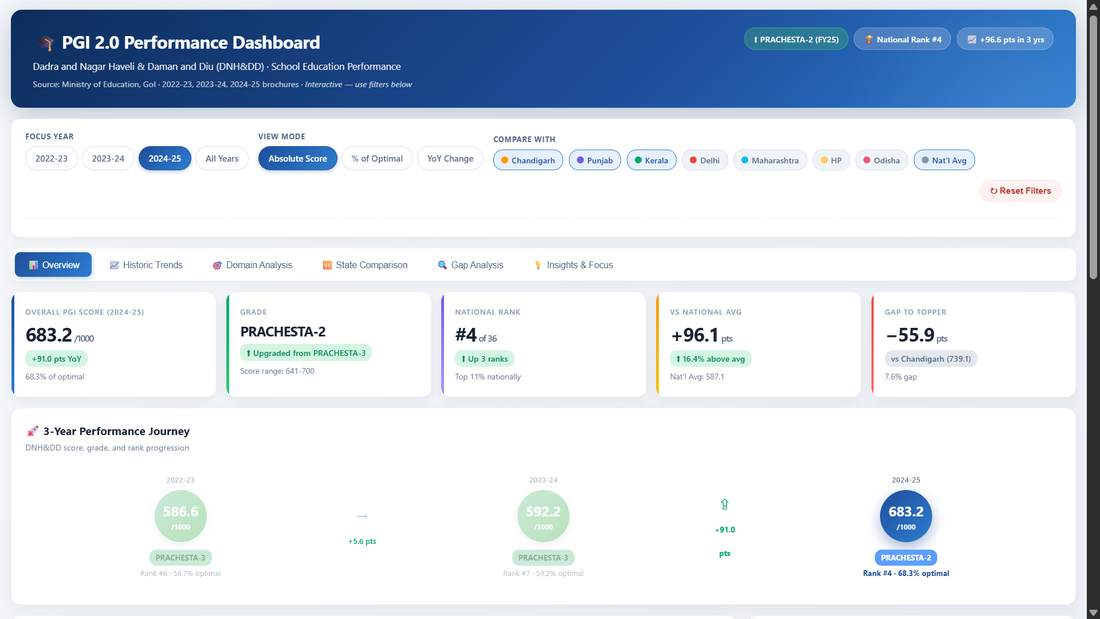 PGI 2.0 Performance Dashboard
Dadra and Nagar Haveli & Daman and Diu (DNH&DD) · School Education Performance
Source: Ministry of Education, GoI · 2022-23, 2023-24, 2024-25 brochures · Interactive — use filters below
⬆ PRACHESTA-2 (FY25)
🏆 National Rank #4
📈 +96.6 pts in 3 yrs
FOCUS YEAR
2022-23
2023-24
2024-25
All Years
VIEW MODE
Absolute Score
% of Optimal
YoY Change
COMPARE WITH
Chandigarh
Punjab
Kerala
Delhi
Maharashtra
HP
Odisha
Nat'l Avg
↻ Reset Filters
📊 Overview
📈 Historic Trends
🎯 Domain Analysis
🆚 State Comparison
🔍 Gap Analysis
💡 Insights & Focus
OVERALL PGI SCORE (2024-25)
683.2 /1000
+91.0 pts YoY
68.3% of optimal
GRADE
PRACHESTA-2
⬆ Upgraded from PRACHESTA-3
Score range: 641-700
NATIONAL RANK
#4 of 36
⬆ Up 3 ranks
Top 11% nationally
VS NATIONAL AVG
+96.1 pts
⬆ 16.4% above avg
Nat'l Avg: 587.1
GAP TO TOPPER
−55.9 pts
vs Chandigarh (739.1)
7.6% gap
🚀 3-Year Performance Journey
DNH&DD score, grade, and rank progression
2022-23
586.6
/1000
PRACHESTA-3
Rank #6 · 58.7% optimal
→
+5.6 pts
2023-24
592.2
/1000
PRACHESTA-3
Rank #7 · 59.2% optimal
⇧
+91.0
pts
2024-25
683.2
/1000
PRACHESTA-2
Rank #4 · 68.3% optimal